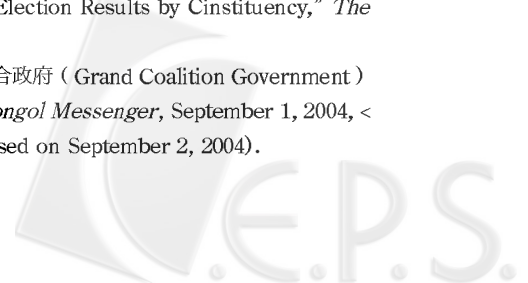 Election Results by Cinstituency," The
合政府（Grand Coalition Government）
ongol Messenger, September 1, 2004, <
sed on September 2, 2004).
C.E.P.S.